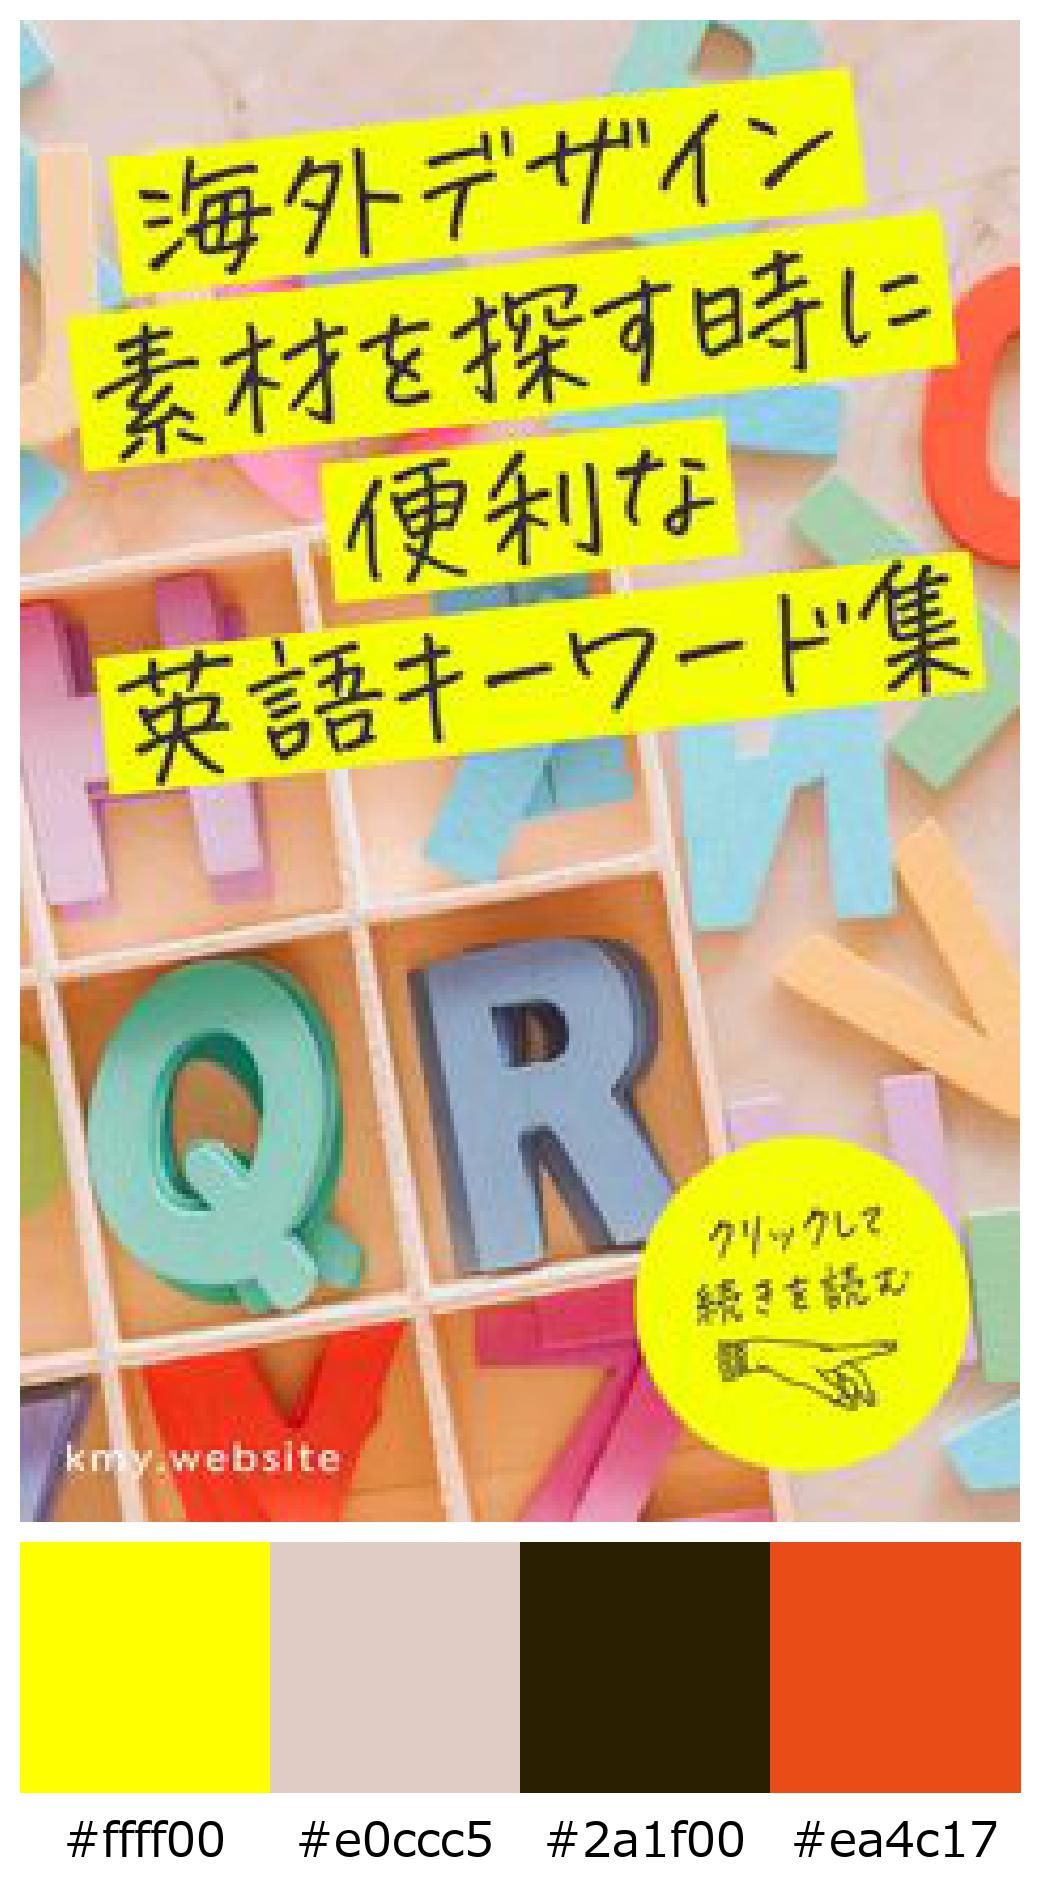 海外デザイン
素材を探す時に
便利な
英語キーワード集
H
Q R
クリックして
続きを読む
kmy.website
#ffff00 #e0ccc5 #2a1f00 #ea4c17